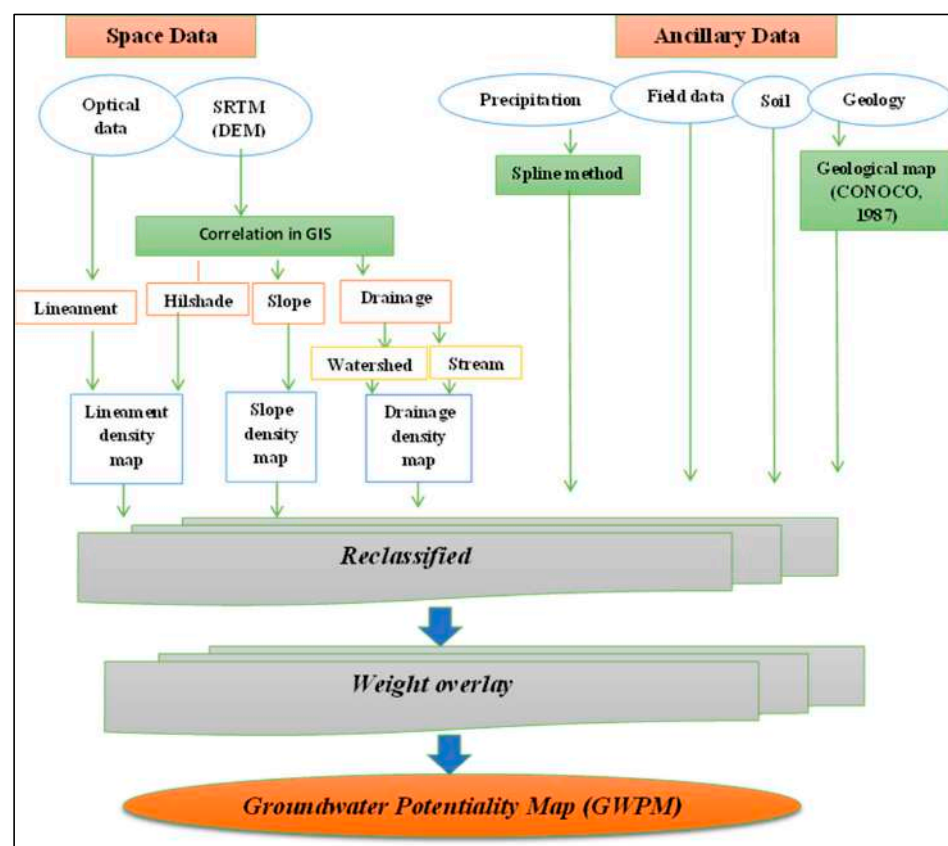 Space Data
Ancillary Data
Optical
data
SRTM
(DEM)
Precipitation
Field data
Soil
Geology
Spline method
Geological map
(CONOCO,
1987)
Correlation in GIS
Lineament
Hilshade
Slope
Drainage
Watershed
Stream
Lineament
density
map
Slope
density
map
Drainage
density
map
Reclassified
Weight overlay
Groundwater Potentiality Map (GWPM)